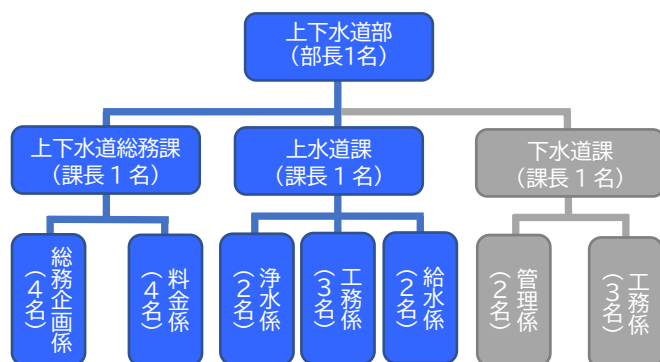 上下水道部
（部長1名）
上下水道総務課
（課長１名）
上水道課
（課長１名）
下水道課
（課長１名）
総務企画係
（４名）
料金係
（４名）
浄水係
（２名）
工務係
（３名）
給水係
（２名）
管理係
（２名）
工務係
（３名）